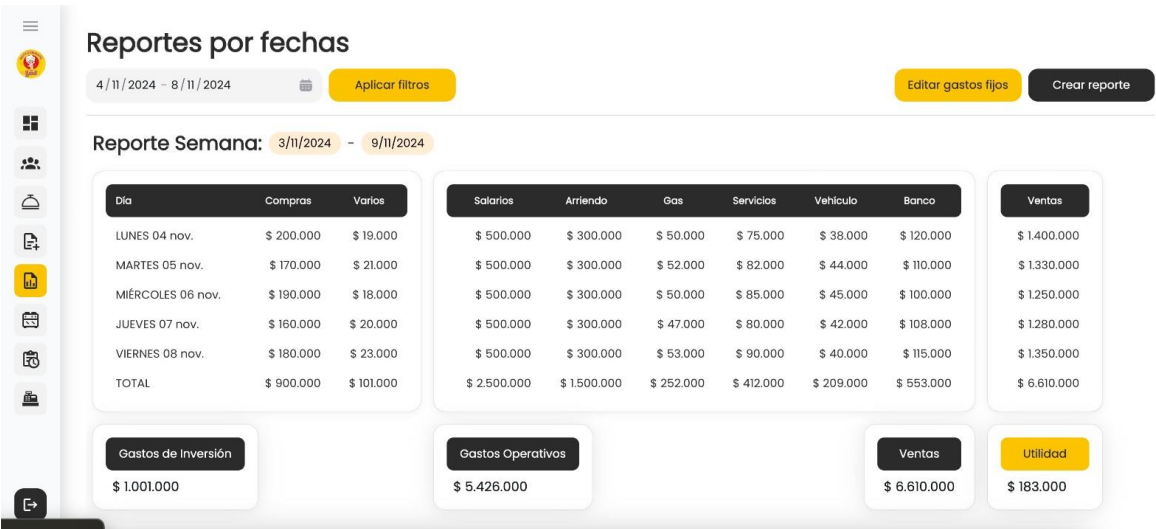 Reportes por fechas
4/11/2024 - 8/11/2024 Aplicar filtros Editar gastos fijos Crear reporte
Reporte Semana: 3/11/2024 - 9/11/2024
Día Compras Varios Salarios Arriendo Gas Servicios Vehículo Banco Ventas
LUNES 04 nov. $ 200.000 $ 19.000 $ 500.000 $ 300.000 $ 50.000 $ 75.000 $ 38.000 $ 120.000 $ 1.400.000
MARTES 05 nov. $ 170.000 $ 21.000 $ 500.000 $ 300.000 $ 52.000 $ 82.000 $ 44.000 $ 110.000 $ 1.330.000
MIÉRCOLES 06 nov. $ 190.000 $ 18.000 $ 500.000 $ 300.000 $ 50.000 $ 85.000 $ 45.000 $ 100.000 $ 1.250.000
JUEVES 07 nov. $ 160.000 $ 20.000 $ 500.000 $ 300.000 $ 47.000 $ 80.000 $ 42.000 $ 108.000 $ 1.280.000
VIERNES 08 nov. $ 180.000 $ 23.000 $ 500.000 $ 300.000 $ 53.000 $ 90.000 $ 40.000 $ 115.000 $ 1.350.000
TOTAL $ 900.000 $ 101.000 $ 2.500.000 $ 1.500.000 $ 252.000 $ 412.000 $ 209.000 $ 553.000 $ 6.610.000
Gastos de Inversión Gastos Operativos Ventas Utilidad
$ 1.001.000 $ 5.426.000 $ 6.610.000 $ 183.000